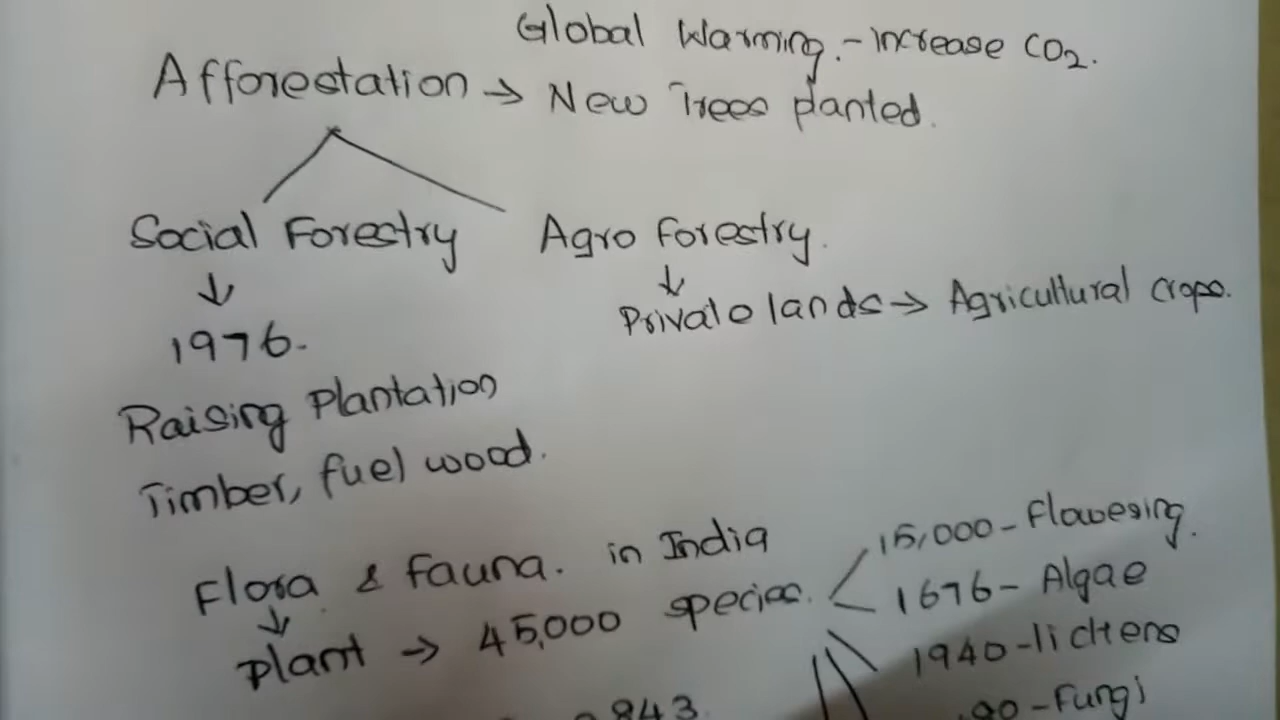 Global Warming. - increase CO2.
Afforestation → New Trees planted.
Social Forestry
Agro Forestry.
↓
1976.
↓
Private lands → Agricultural crops.
Raising Plantation
Timber, fuel wood.
Flora & Fauna. in India
↓
plant → 45,000 species.
15,000 - Flowering.
1676 - Algae
1940 - lichens
90 - Fungi
843